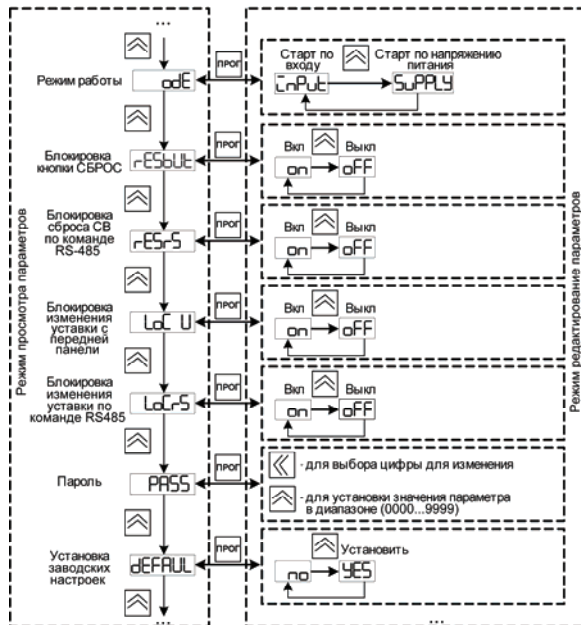 ...
Режим просмотра параметров
Режим работы
odE
ПРОГ
Старт по
входу
Старт по напряжению
питания
inPut
SuPPLY
Блокировка
кнопки СБРОС
rESbUt
ПРОГ
Вкл
Выкл
on
oFF
Блокировка
сброса СВ
по команде
RS-485
rESrS
ПРОГ
Вкл
Выкл
on
oFF
Блокировка
изменения
уставки с
передней
панели
LoC U
ПРОГ
Вкл
Выкл
on
oFF
Блокировка
изменения
уставки по
команде RS485
LoCrS
ПРОГ
Вкл
Выкл
on
oFF
Пароль
PASS
ПРОГ
- для выбора цифры для изменения
- для установки значения параметра
в диапазоне (0000...9999)
Установка
заводских
настроек
dEFAUL
ПРОГ
Установить
no
YES
...
...
Режим редактирование параметров